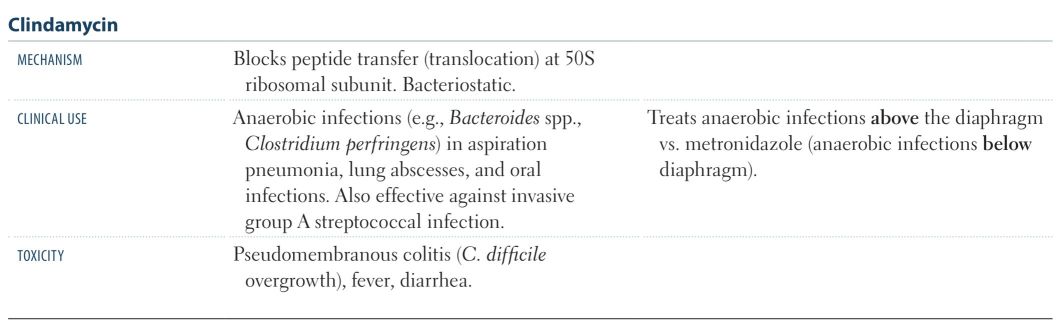 Clindamycin
MECHANISM
Blocks peptide transfer (translocation) at 50S
ribosomal subunit. Bacteriostatic.
CLINICAL USE
Anaerobic infections (e.g., Bacteroides spp.,
Clostridium perfringens) in aspiration
pneumonia, lung abscesses, and oral
infections. Also effective against invasive
group A streptococcal infection.
Treats anaerobic infections above the diaphragm
vs. metronidazole (anaerobic infections below
diaphragm).
TOXICITY
Pseudomembranous colitis (C. difficile
overgrowth), fever, diarrhea.